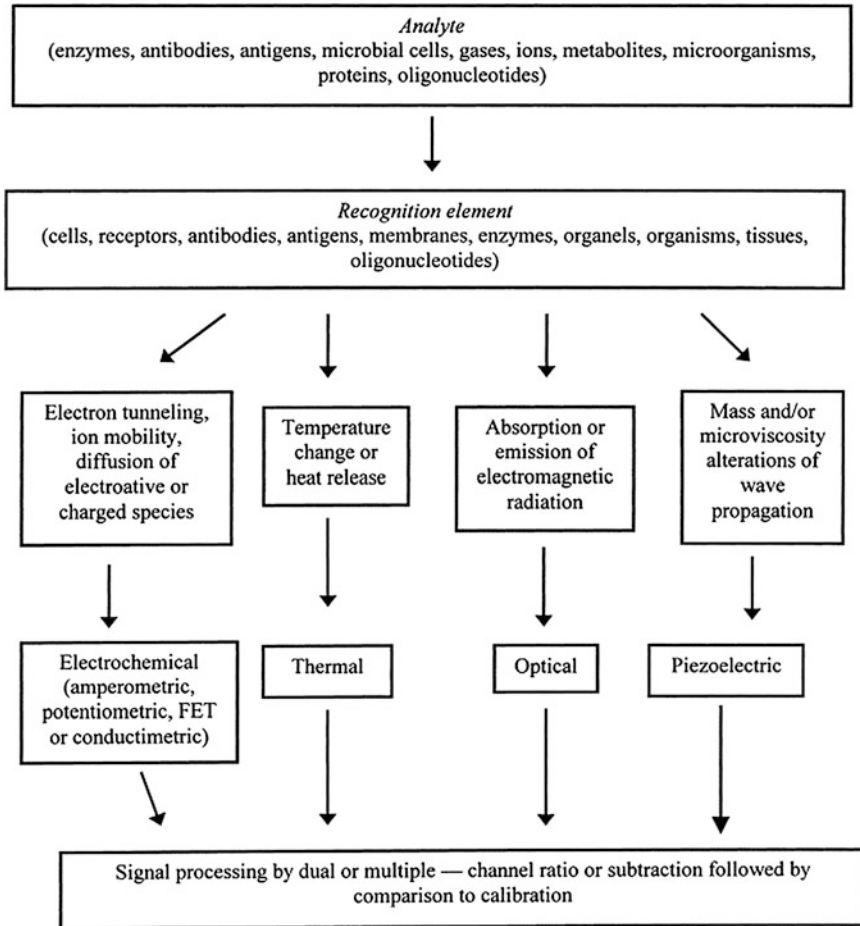 Analyte
(enzymes, antibodies, antigens, microbial cells, gases, ions, metabolites, microorganisms,
proteins, oligonucleotides)
Recognition element
(cells, receptors, antibodies, antigens, membranes, enzymes, organels, organisms, tissues,
oligonucleotides)
Electron tunneling,
ion mobility,
diffusion of
electroative or
charged species
Temperature
change or
heat release
Absorption or
emission of
electromagnetic
radiation
Mass and/or
microviscosity
alterations of
wave
propagation
Electrochemical
(amperometric,
potentiometric, FET
or conductimetric)
Thermal
Optical
Piezoelectric
Signal processing by dual or multiple — channel ratio or subtraction followed by
comparison to calibration